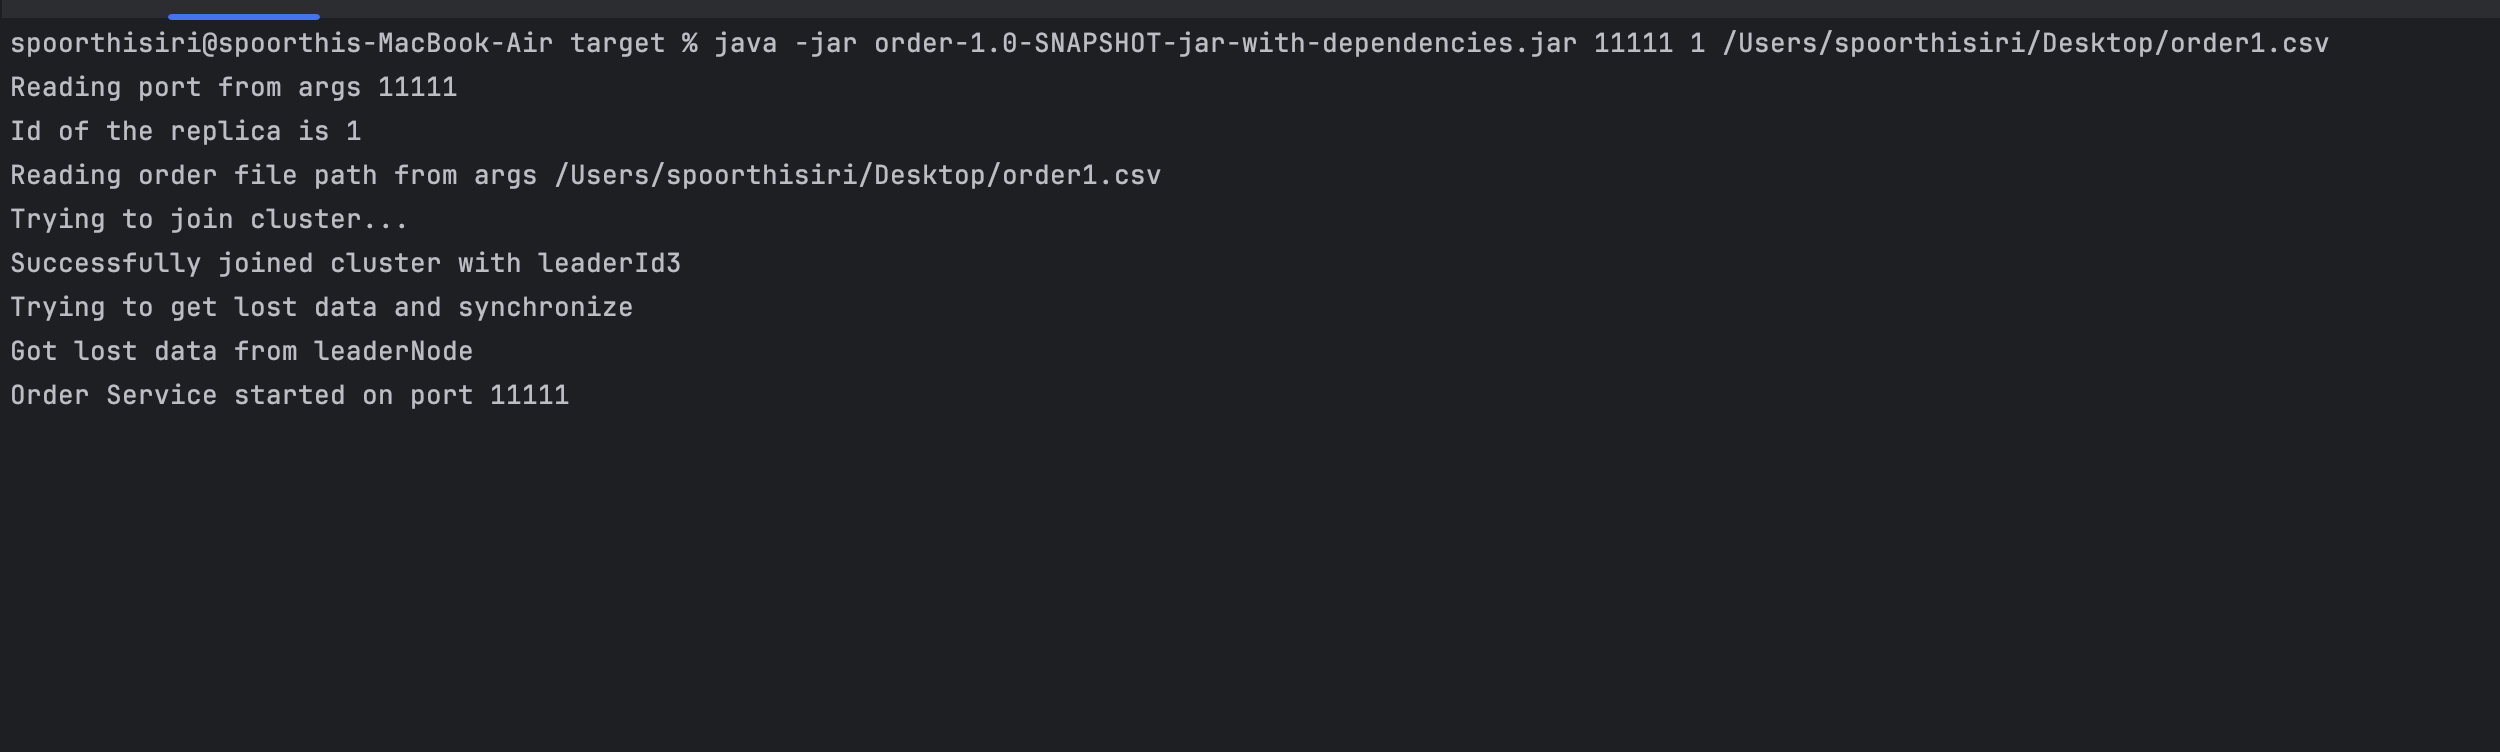 spoorthisiri@spoorthis-MacBook-Air target % java -jar order-1.0-SNAPSHOT-jar-with-dependencies.jar 11111 1 /Users/spoorthisiri/Desktop/order1.csv
Reading port from args 11111
Id of the replica is 1
Reading order file path from args /Users/spoorthisiri/Desktop/order1.csv
Trying to join cluster...
Successfully joined cluster with leaderId3
Trying to get lost data and synchronize
Got lost data from leaderNode
Order Service started on port 11111